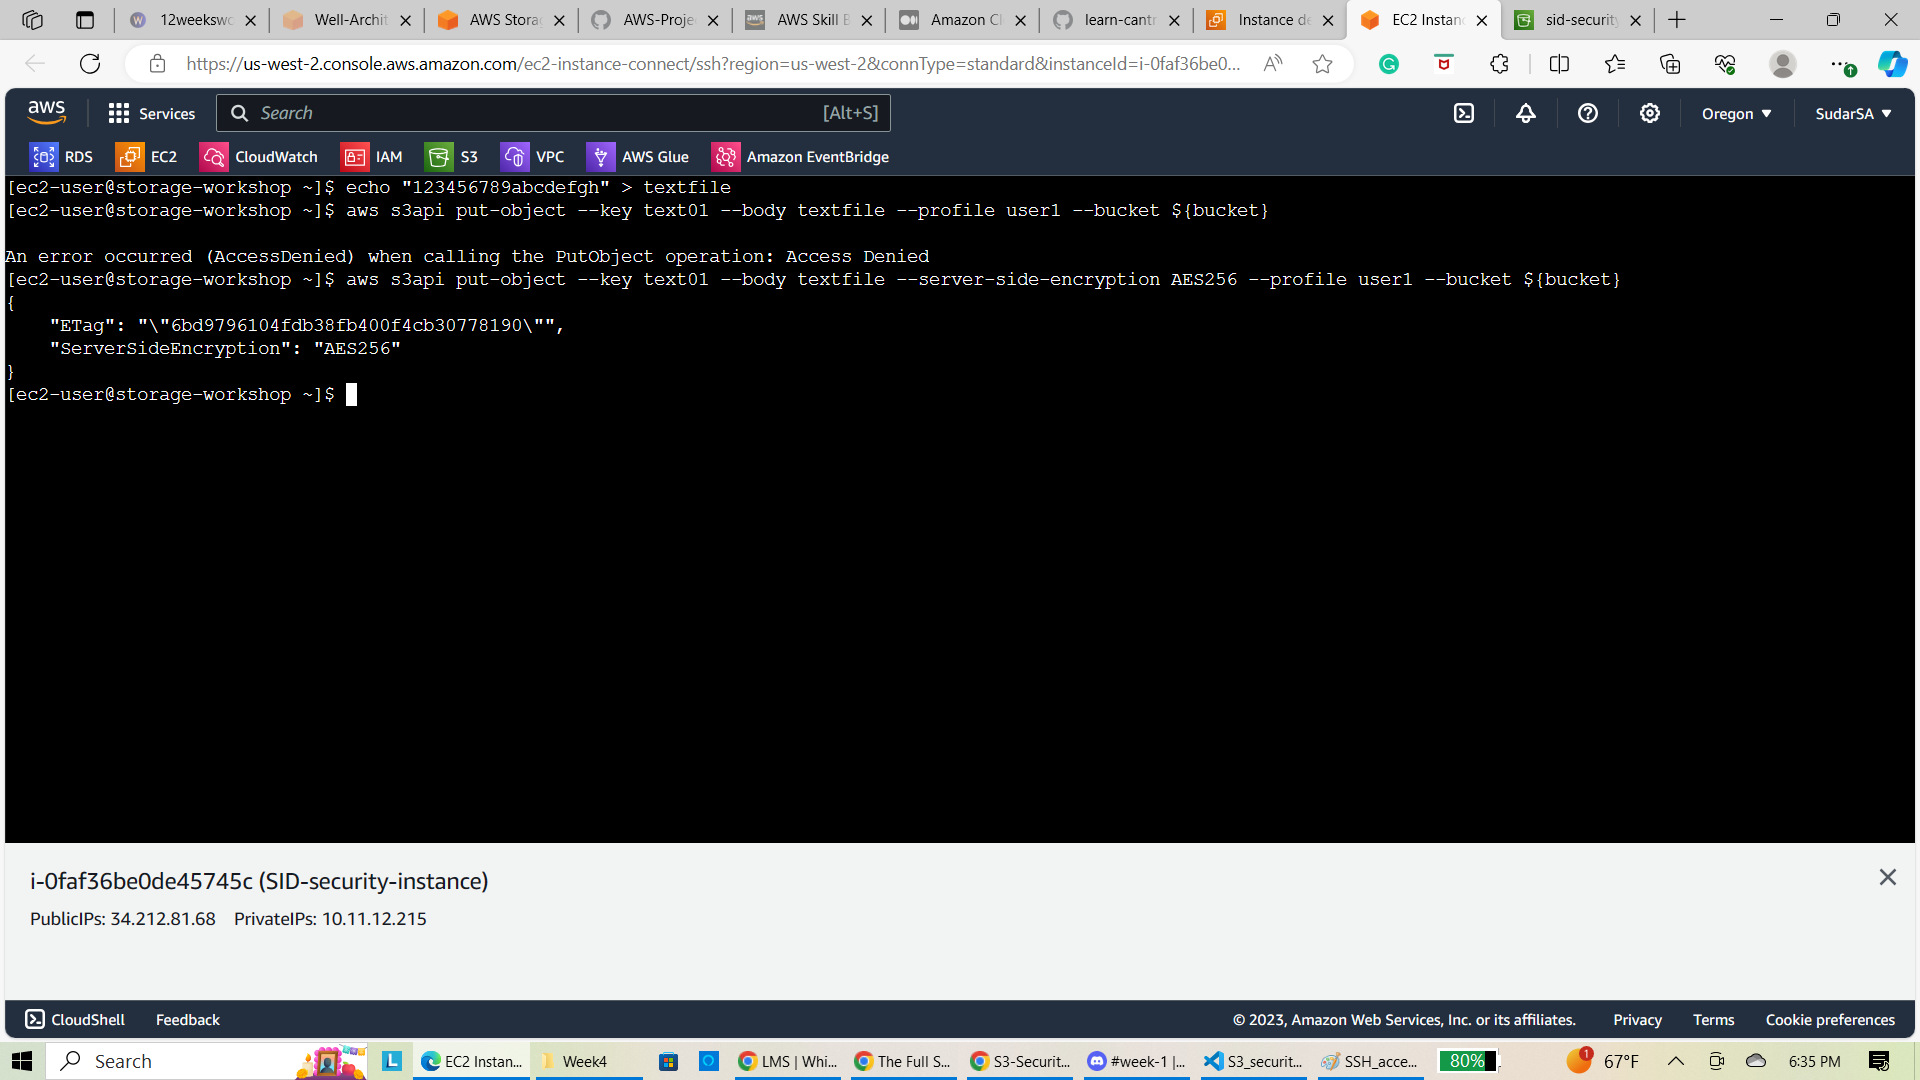 12weekswo
Well-Archit
AWS Storag
AWS-Projec
AWS Skill B
Amazon Cl
learn-cantr
Instance de
EC2 Instanc
sid-security
https://us-west-2.console.aws.amazon.com/ec2-instance-connect/ssh?region=us-west-2&connType=standard&instanceId=i-0faf36be0...
aws
Services
Search
[Alt+S]
Oregon
SudarSA
RDS
EC2
CloudWatch
IAM
S3
VPC
AWS Glue
Amazon EventBridge
[ec2-user@storage-workshop ~]$ echo "123456789abcdefgh" > textfile
[ec2-user@storage-workshop ~]$ aws s3api put-object --key text01 --body textfile --profile user1 --bucket ${bucket}
An error occurred (AccessDenied) when calling the PutObject operation: Access Denied
[ec2-user@storage-workshop ~]$ aws s3api put-object --key text01 --body textfile --server-side-encryption AES256 --profile user1 --bucket ${bucket}
{
"ETag": "\"6bd9796104fdb38fb400f4cb30778190\"",
"ServerSideEncryption": "AES256"
}
[ec2-user@storage-workshop ~]$
i-0faf36be0de45745c (SID-security-instance)
PublicIPs: 34.212.81.68 PrivateIPs: 10.11.12.215
CloudShell
Feedback
© 2023, Amazon Web Services, Inc. or its affiliates.
Privacy
Terms
Cookie preferences
Search
EC2 Instan...
Week4
LMS | Whi...
The Full S...
S3-Securit...
#week-1 |...
S3_securit...
SSH_acce...
80%
1
67°F
6:35 PM